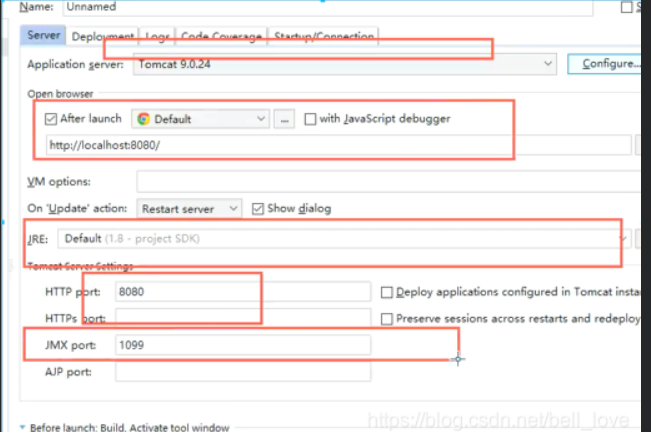 Name: Unnamed
Server Deployment Logs Code Coverage Startup/Connection
Application server: Tomcat 9.0.24 Configure...
Open browser
After launch Default ... with JavaScript debugger
http://localhost:8080/
VM options:
On 'Update' action: Restart server Show dialog
JRE: Default (1.8 - project SDK)
Tomcat Server Settings
HTTP port: 8080 Deploy applications configured in Tomcat instan
HTTPs port: Preserve sessions across restarts and redeploy
JMX port: 1099
AJP port:
Before launch: Build, Activate tool window
https://blog.csdn.net/bell_love